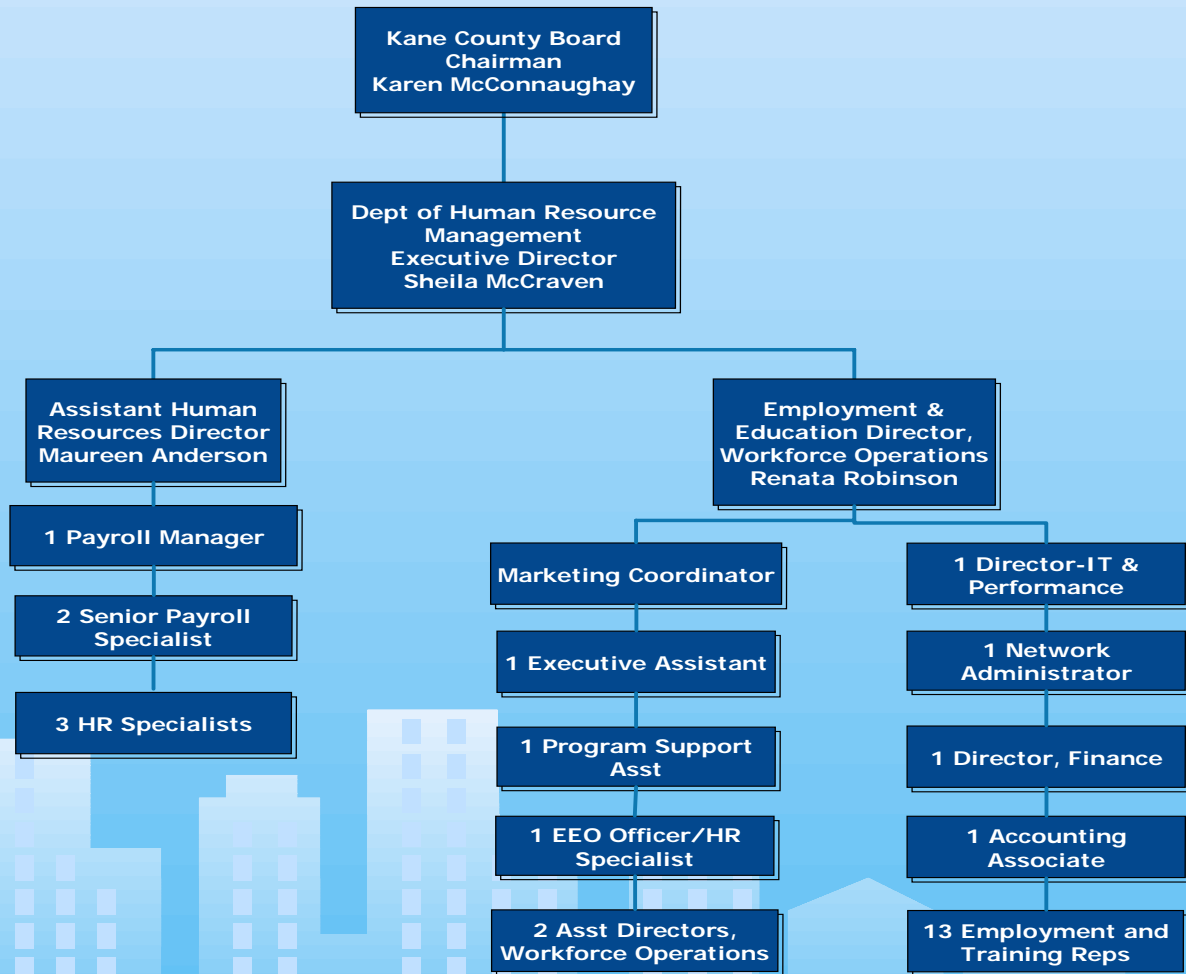 Kane County Board
Chairman
Karen McConnaughay
Dept of Human Resource
Management
Executive Director
Sheila McCraven
Assistant Human
Resources Director
Maureen Anderson
1 Payroll Manager
2 Senior Payroll
Specialist
3 HR Specialists
Employment &
Education Director,
Workforce Operations
Renata Robinson
Marketing Coordinator
1 Executive Assistant
1 Program Support
Asst
1 EEO Officer/HR
Specialist
2 Asst Directors,
Workforce Operations
1 Director-IT &
Performance
1 Network
Administrator
1 Director, Finance
1 Accounting
Associate
13 Employment and
Training Reps